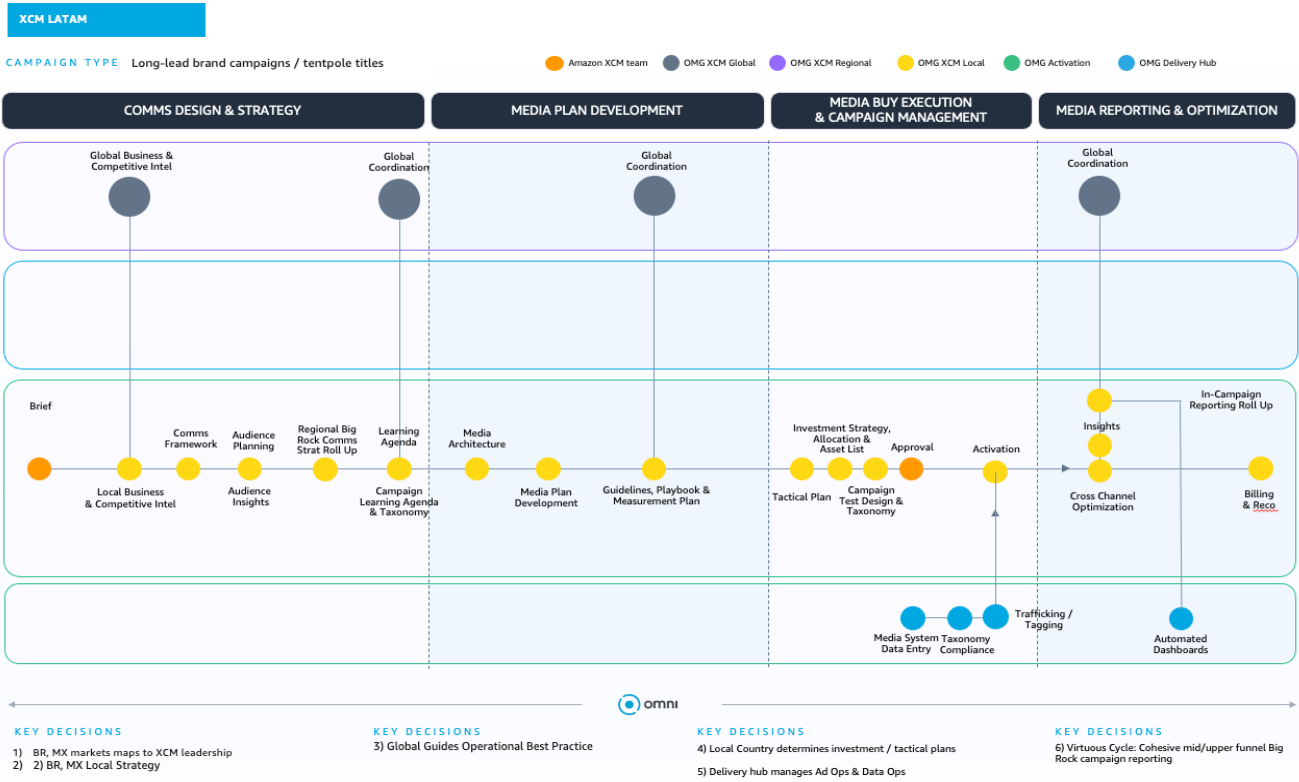 XCM LATAM
CAMPAIGN TYPE Long-lead brand campaigns / tentpole titles
Amazon XCM team
OMG XCM Global
OMG XCM Regional
OMG XCM Local
OMG Activation
OMG Delivery Hub
COMMS DESIGN & STRATEGY
MEDIA PLAN DEVELOPMENT
MEDIA BUY EXECUTION
& CAMPAIGN MANAGEMENT
MEDIA REPORTING & OPTIMIZATION
Global Business &
Competitive Intel
Global
Coordination
Global
Coordination
Global
Coordination
Brief
Local Business
& Competitive Intel
Comms
Framework
Audience
Planning
Audience
Insights
Regional Big
Rock Comms
Strat Roll Up
Learning
Agenda
Campaign
Learning Agenda
& Taxonomy
Media
Architecture
Media Plan
Development
Guidelines, Playbook &
Measurement Plan
Investment Strategy,
Allocation &
Asset List
Tactical Plan
Campaign
Test Design &
Taxonomy
Approval
Activation
Insights
Cross Channel
Optimization
In-Campaign
Reporting Roll Up
Billing
& Reco
Media System
Data Entry
Taxonomy
Compliance
Trafficking /
Tagging
Automated
Dashboards
omni
KEY DECISIONS
1) BR, MX markets maps to XCM leadership
2) 2) BR, MX Local Strategy
KEY DECISIONS
3) Global Guides Operational Best Practice
KEY DECISIONS
4) Local Country determines investment / tactical plans
5) Delivery hub manages Ad Ops & Data Ops
KEY DECISIONS
6) Virtuous Cycle: Cohesive mid/upper funnel Big
Rock campaign reporting